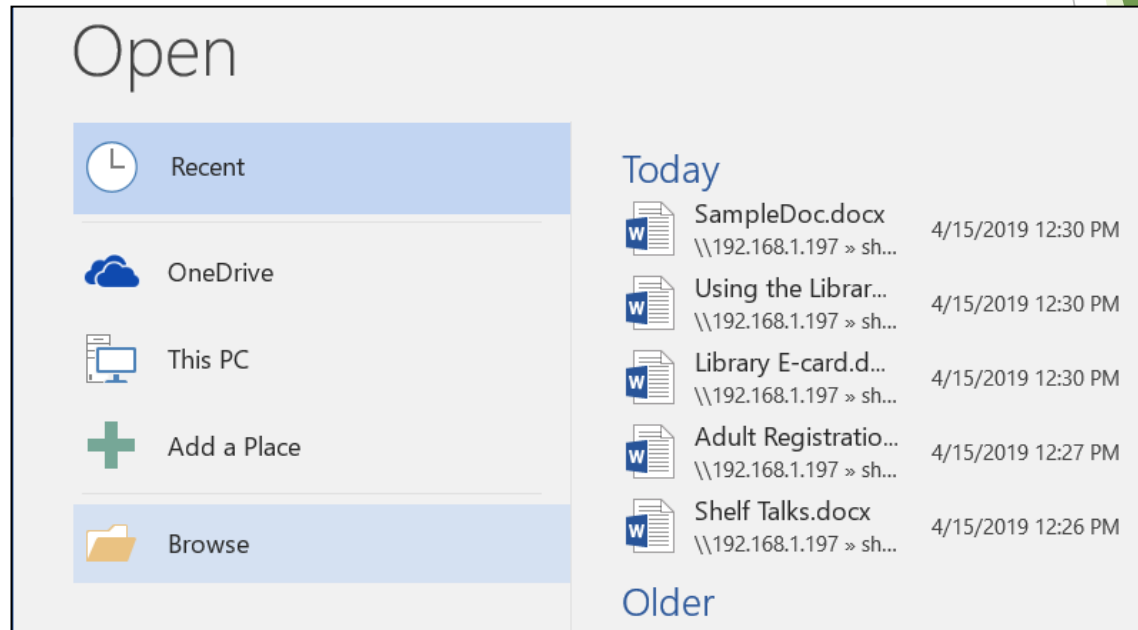 Open
Recent
OneDrive
This PC
Add a Place
Browse
Today
SampleDoc.docx
\\192.168.1.197 » sh...
4/15/2019 12:30 PM
Using the Librar...
\\192.168.1.197 » sh...
4/15/2019 12:30 PM
Library E-card.d...
\\192.168.1.197 » sh...
4/15/2019 12:30 PM
Adult Registratio...
\\192.168.1.197 » sh...
4/15/2019 12:27 PM
Shelf Talks.docx
\\192.168.1.197 » sh...
4/15/2019 12:26 PM
Older